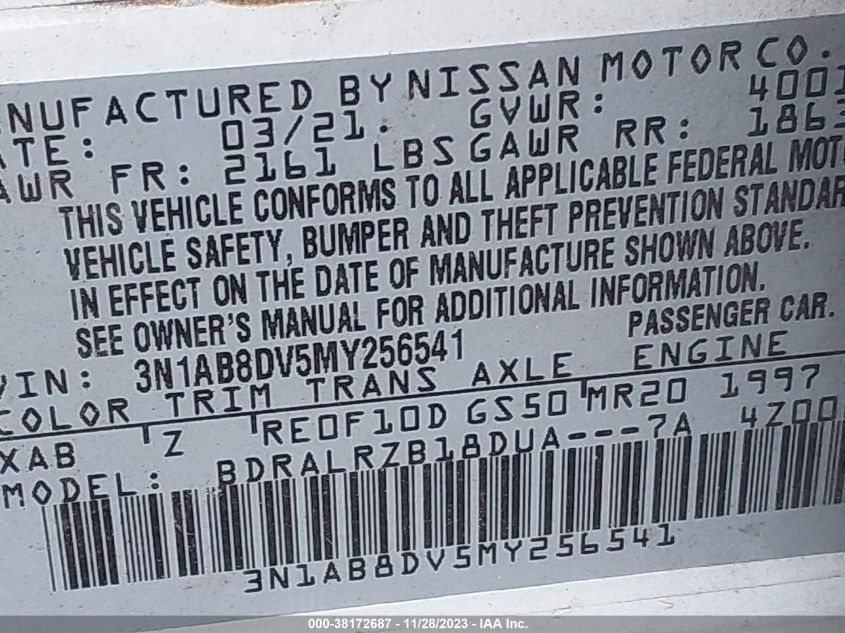 NUFACTURED BY NISSAN MOTOR CO.
ATE: 03/21. GVWR: 4001
AWR FR: 2161 LBS GAWR RR: 1863
THIS VEHICLE CONFORMS TO ALL APPLICABLE FEDERAL MOTO
VEHICLE SAFETY, BUMPER AND THEFT PREVENTION STANDAR
IN EFFECT ON THE DATE OF MANUFACTURE SHOWN ABOVE.
SEE OWNER'S MANUAL FOR ADDITIONAL INFORMATION.
VIN: 3N1AB8DV5MY256541 PASSENGER CAR.
COLOR TRIM TRANS AXLE ENGINE
XAB Z RE0F10D GS50 MR20 1997
MODEL: BDRALRZB18DUA---7A 4Z00
3N1AB8DV5MY256541
000-38172687 - 11/28/2023 - IAA Inc.